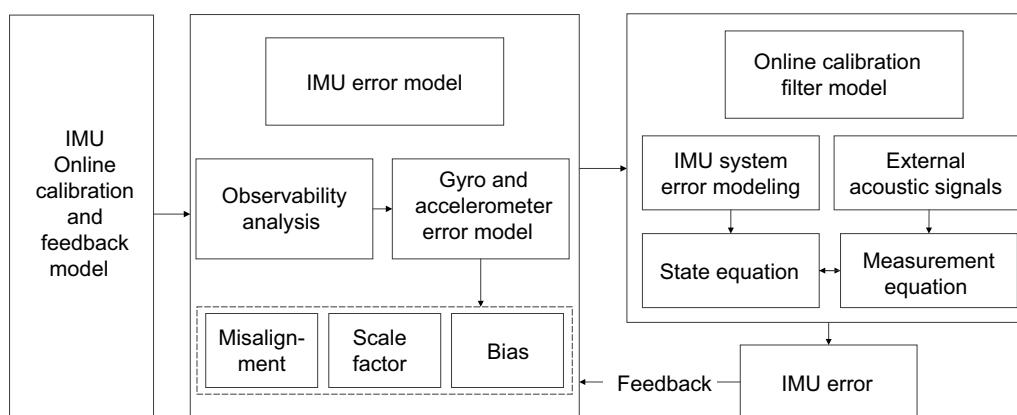 IMU
Online
calibration
and
feedback
model
IMU error model
Observability
analysis
Gyro and
accelerometer
error model
Misalign-
ment
Scale
factor
Bias
Online calibration
filter model
IMU system
error modeling
External
acoustic signals
State equation
Measurement
equation
Feedback
IMU error